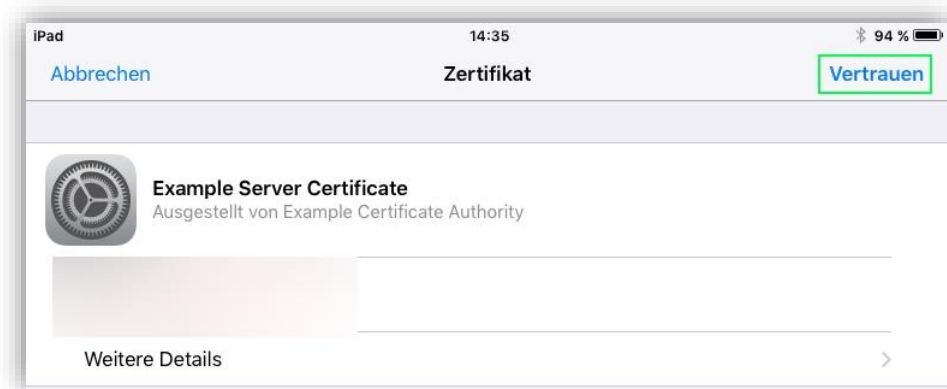 iPad 14:35 94 %
Abbrechen Zertifikat Vertrauen
Example Server Certificate
Ausgestellt von Example Certificate Authority
Weitere Details